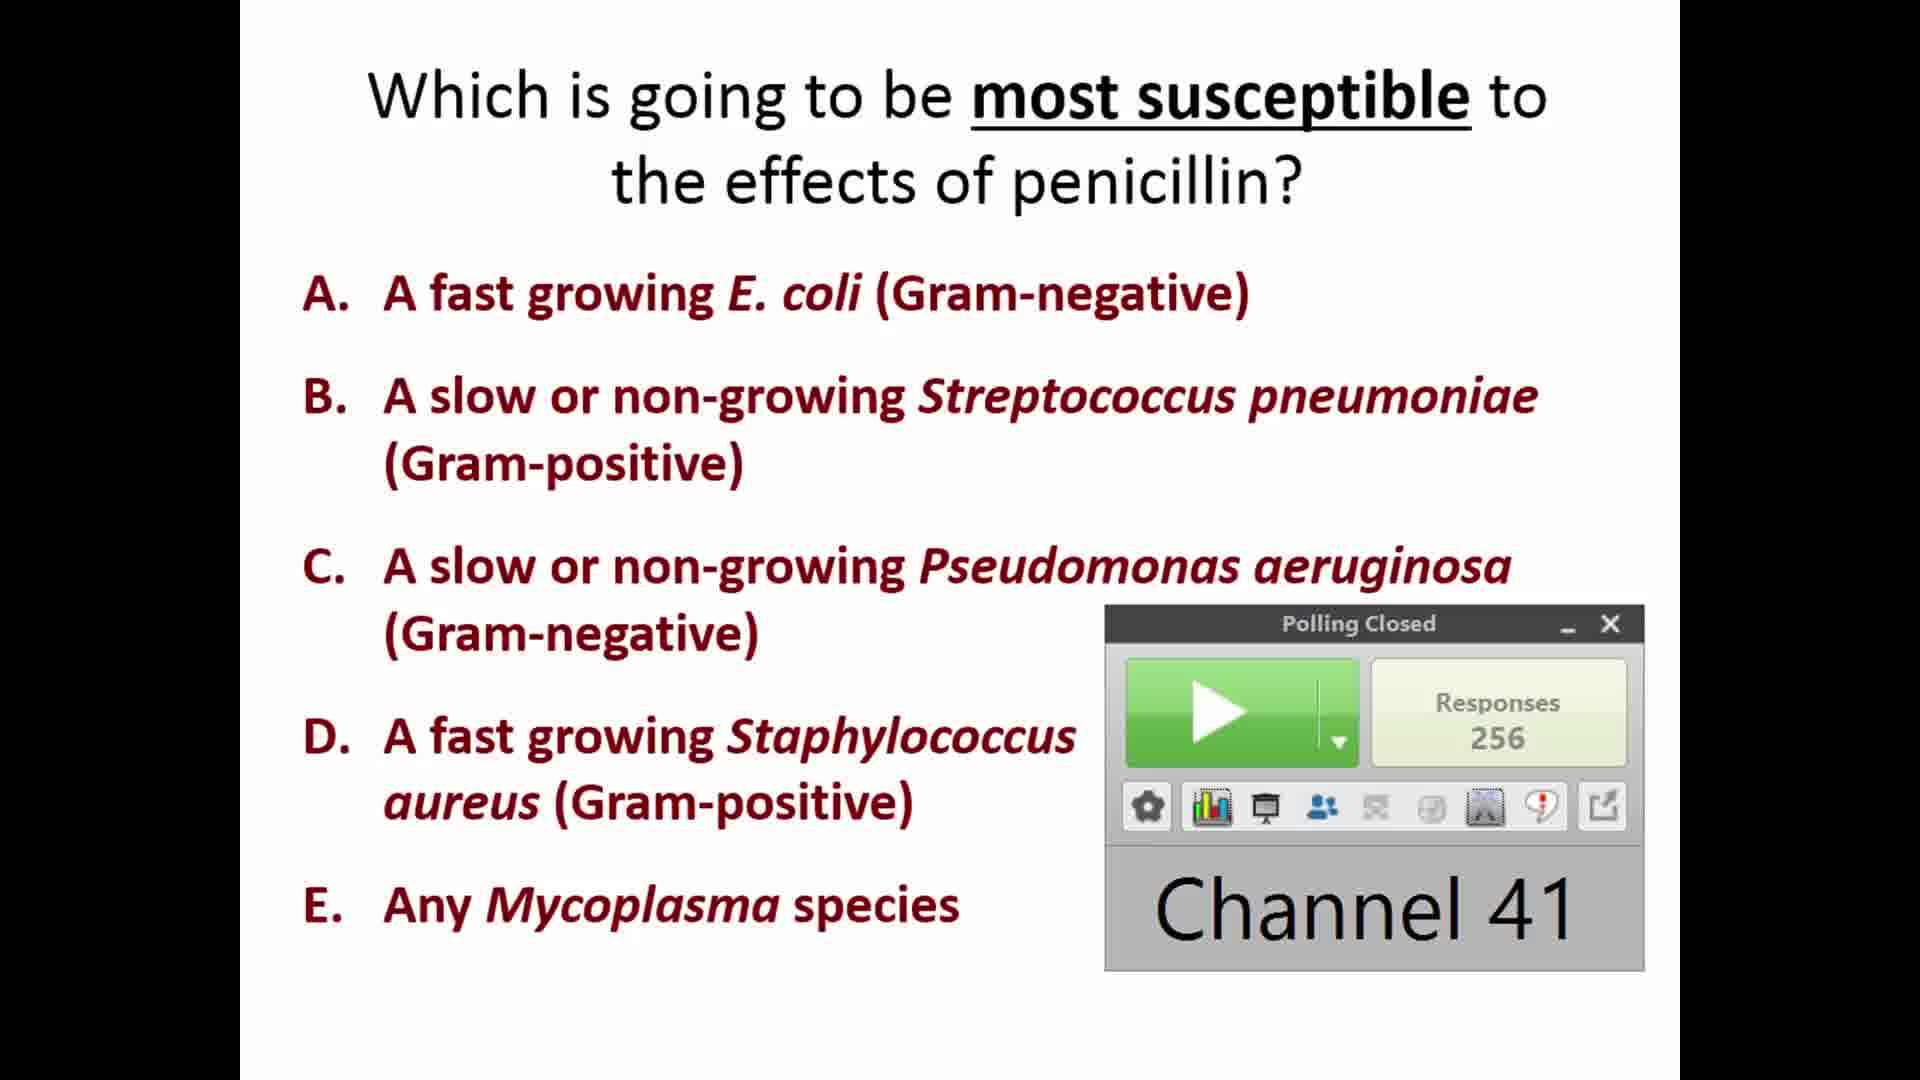 Which is going to be most susceptible to
the effects of penicillin?
A. A fast growing E. coli (Gram-negative)
B. A slow or non-growing Streptococcus pneumoniae
(Gram-positive)
C. A slow or non-growing Pseudomonas aeruginosa
(Gram-negative)
D. A fast growing Staphylococcus
aureus (Gram-positive)
E. Any Mycoplasma species
Polling Closed
Responses
256
Channel 41